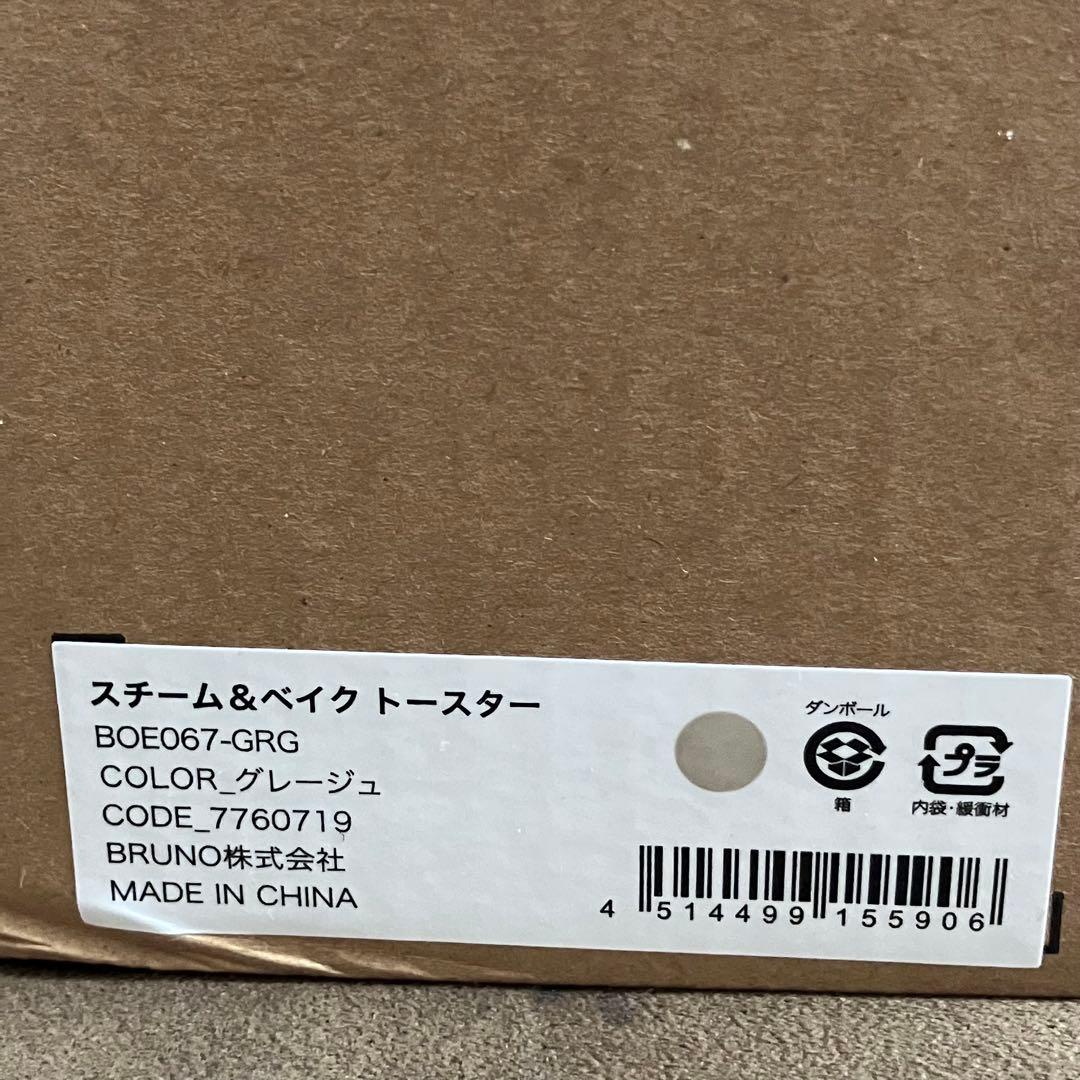 スチーム&ベイク トースター
BOE067-GRG
COLOR_グレージュ
CODE_7760719
BRUNO株式会社
MADE IN CHINA
ダンボール
箱
プラ
内袋・緩衝材
4 514499 155906